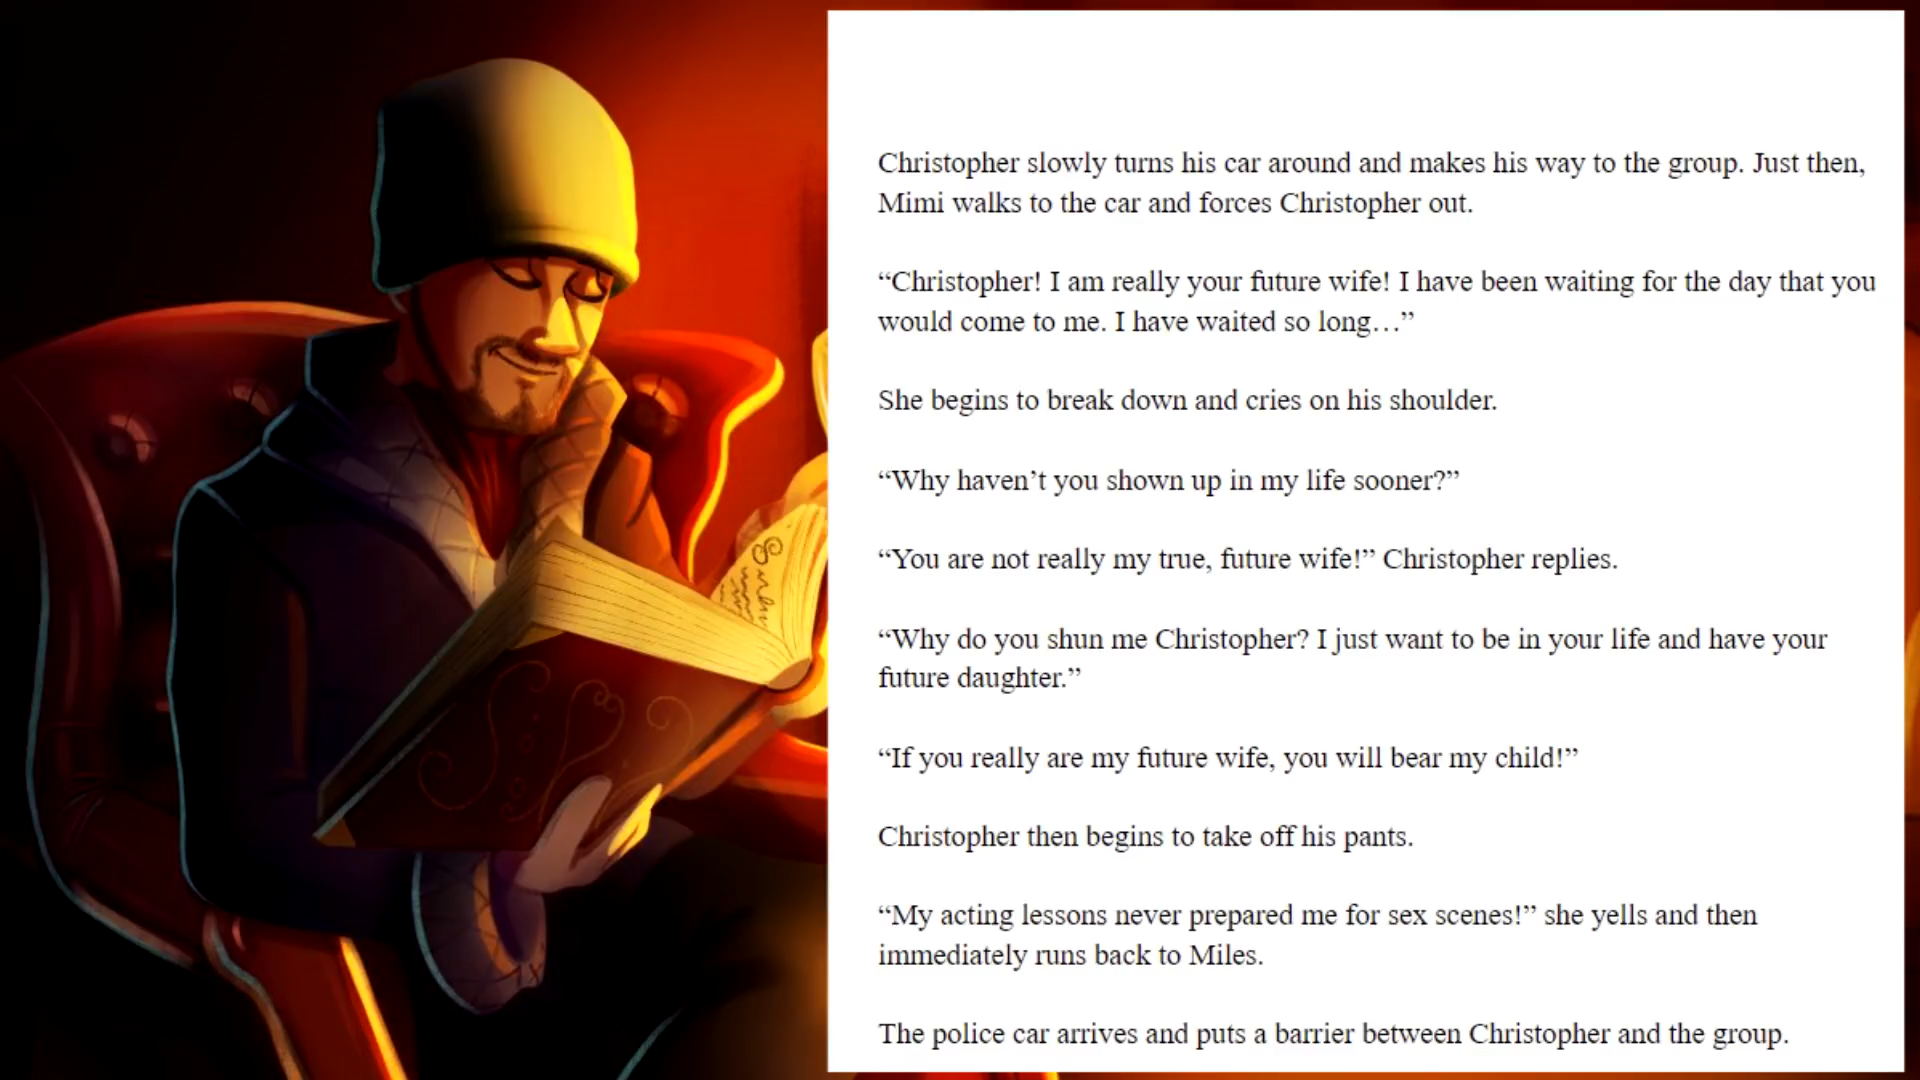 Christopher slowly turns his car around and makes his way to the group. Just then,
Mimi walks to the car and forces Christopher out.
“Christopher! I am really your future wife! I have been waiting for the day that you
would come to me. I have waited so long…”
She begins to break down and cries on his shoulder.
“Why haven’t you shown up in my life sooner?”
“You are not really my true, future wife!” Christopher replies.
“Why do you shun me Christopher? I just want to be in your life and have your
future daughter.”
“If you really are my future wife, you will bear my child!”
Christopher then begins to take off his pants.
“My acting lessons never prepared me for sex scenes!” she yells and then
immediately runs back to Miles.
The police car arrives and puts a barrier between Christopher and the group.